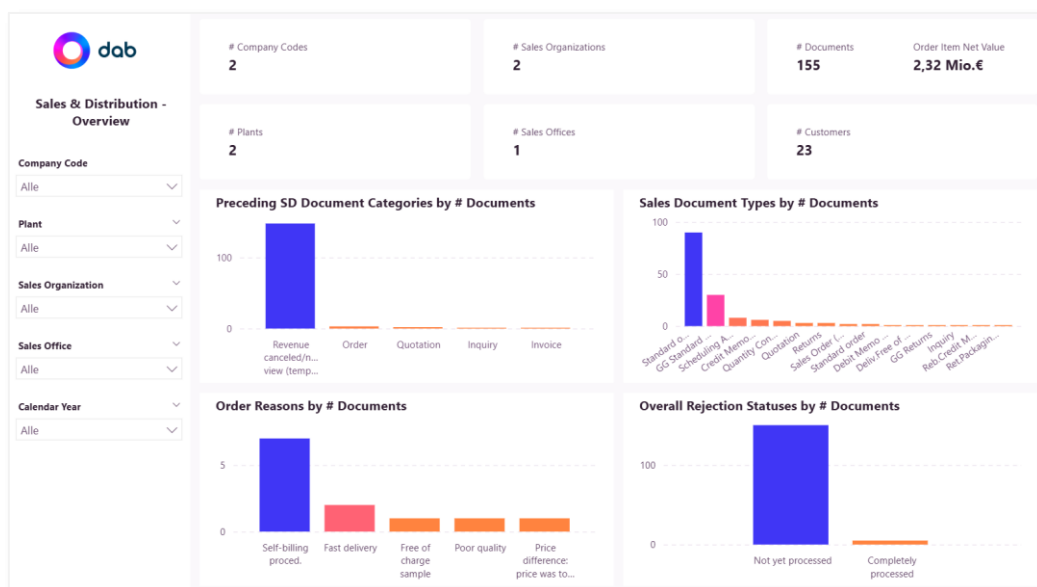 dab
Sales & Distribution -
Overview
Company Code
Alle
Plant
Alle
Sales Organization
Alle
Sales Office
Alle
Calendar Year
Alle
# Company Codes
2
# Sales Organizations
2
# Documents
155
Order Item Net Value
2,32 Mio.€
# Plants
2
# Sales Offices
1
# Customers
23
Preceding SD Document Categories by # Documents
100
0
Revenue
canceled/n...
view (temp...
Order
Quotation
Inquiry
Invoice
Sales Document Types by # Documents
100
50
0
Standard o...
GG Standard ...
Scheduling A...
Credit Memo...
Quantity Con...
Quotation
Returns
Sales Order (...
Standard order
Debit Memo ...
Deliv.Free of ...
GG Returns
Inquiry
Reb.Credit M...
Ret.Packagin...
Order Reasons by # Documents
5
0
Self-billing
proced.
Fast delivery
Free of
charge
sample
Poor quality
Price
difference:
price was to...
Overall Rejection Statuses by # Documents
100
0
Not yet processed
Completely
processed